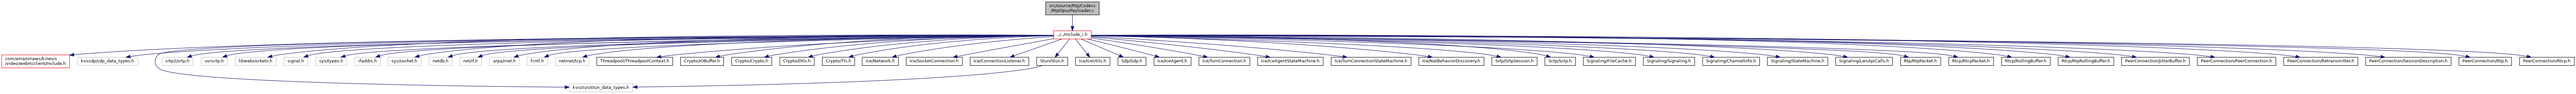 src/source/Rtp/Codecs
/RtpOpusPayloader.c
../../Include_i.h
com/amazonaws/kinesis
/video/webrtcclient/Include.h
kvssdp/sdp_data_types.h
srtp2/srtp.h
usrsctp.h
libwebsockets.h
signal.h
sys/types.h
ifaddrs.h
sys/socket.h
netdb.h
net/if.h
arpa/inet.h
fcntl.h
netinet/tcp.h
Threadpool/ThreadpoolContext.h
Crypto/IOBuffer.h
Crypto/Crypto.h
Crypto/Dtls.h
Crypto/Tls.h
Ice/Network.h
Ice/SocketConnection.h
Ice/ConnectionListener.h
Stun/Stun.h
Ice/IceUtils.h
Sdp/Sdp.h
Ice/IceAgent.h
Ice/TurnConnection.h
Ice/IceAgentStateMachine.h
Ice/TurnConnectionStateMachine.h
Ice/NatBehaviorDiscovery.h
Srtp/SrtpSession.h
Sctp/Sctp.h
Signaling/FileCache.h
Signaling/Signaling.h
Signaling/ChannelInfo.h
Signaling/StateMachine.h
Signaling/LwsApiCalls.h
Rtp/RtpPacket.h
Rtcp/RtcpPacket.h
Rtcp/RollingBuffer.h
Rtcp/RtpRollingBuffer.h
PeerConnection/JitterBuffer.h
PeerConnection/PeerConnection.h
PeerConnection/Retransmitter.h
PeerConnection/SessionDescription.h
PeerConnection/Rtp.h
PeerConnection/Rtcp.h
kvsstun/stun_data_types.h